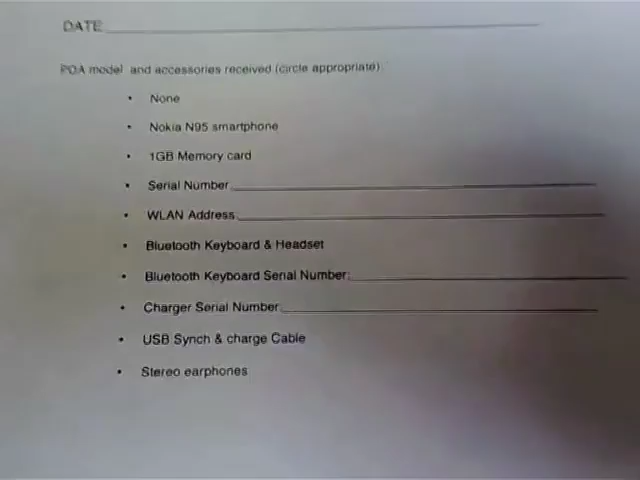 DATE
PDA model and accessories received (circle appropriate)
• None
• Nokia N95 smartphone
• 1GB Memory card
• Serial Number
• WLAN Address
• Bluetooth Keyboard & Headset
• Bluetooth Keyboard Serial Number:
• Charger Serial Number
• USB Synch & charge Cable
• Stereo earphones